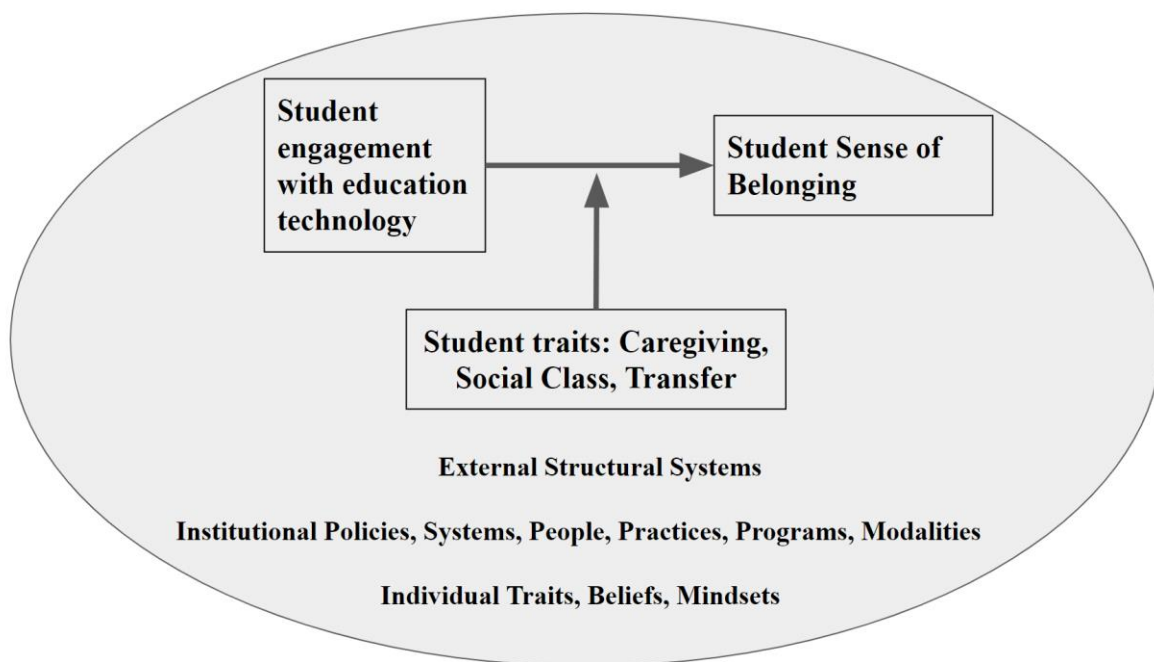 Student
engagement
with education
technology
Student Sense of
Belonging
Student traits: Caregiving,
Social Class, Transfer
External Structural Systems
Institutional Policies, Systems, People, Practices, Programs, Modalities
Individual Traits, Beliefs, Mindsets